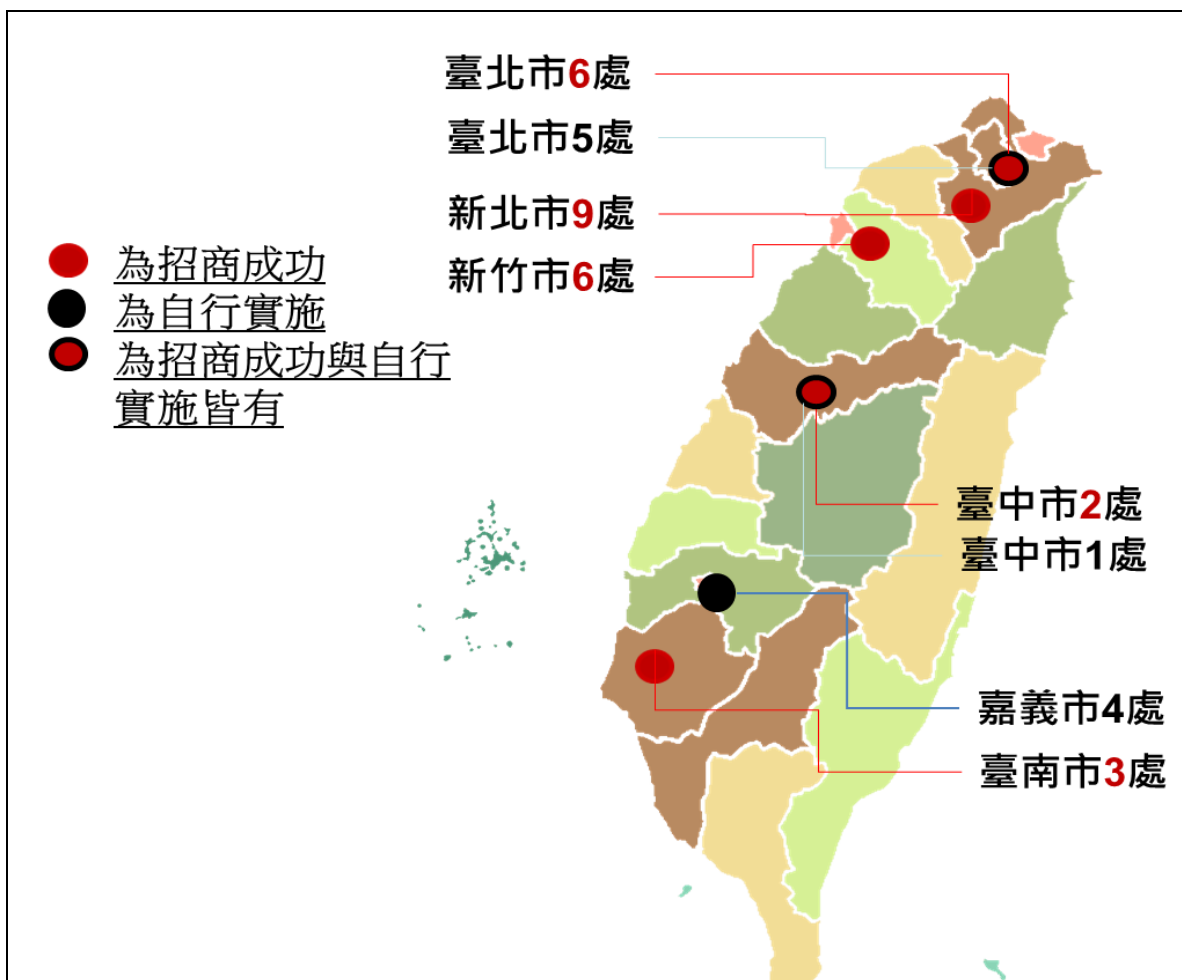 臺北市6處
臺北市5處
新北市9處
新竹市6處
為招商成功
為自行實施
為招商成功與自行
實施皆有
臺中市2處
臺中市1處
嘉義市4處
臺南市3處